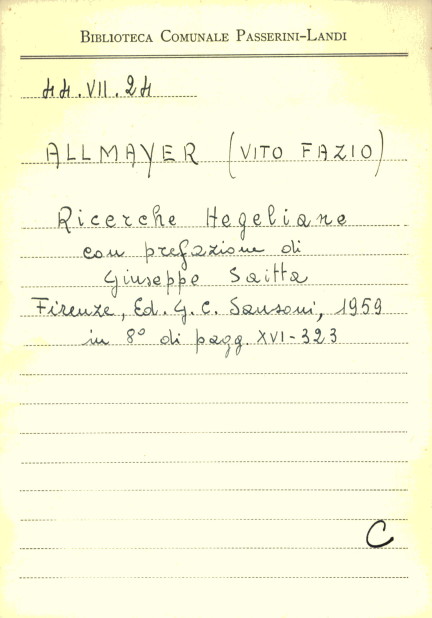 BIBLIOTECA COMUNALE PASSERINI-LANDI
44.VII.24
ALLMAYER (VITO FAZIO)
Ricerche Hegeliane
con prefazione di
Giuseppe Saitta
Firenze, Ed. G. C. Sansoni, 1959
in 8° di pagg. XVI-323
C